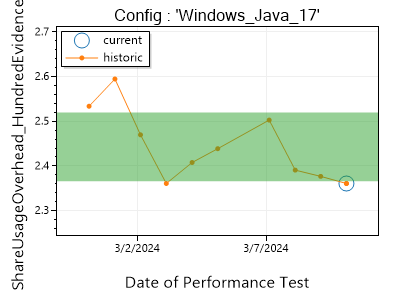 Config : 'Windows_Java_17'
ShareUsageOverhead_HundredEvidence
2.7
2.6
2.5
2.4
2.3
current
historic
3/2/2024
3/7/2024
Date of Performance Test